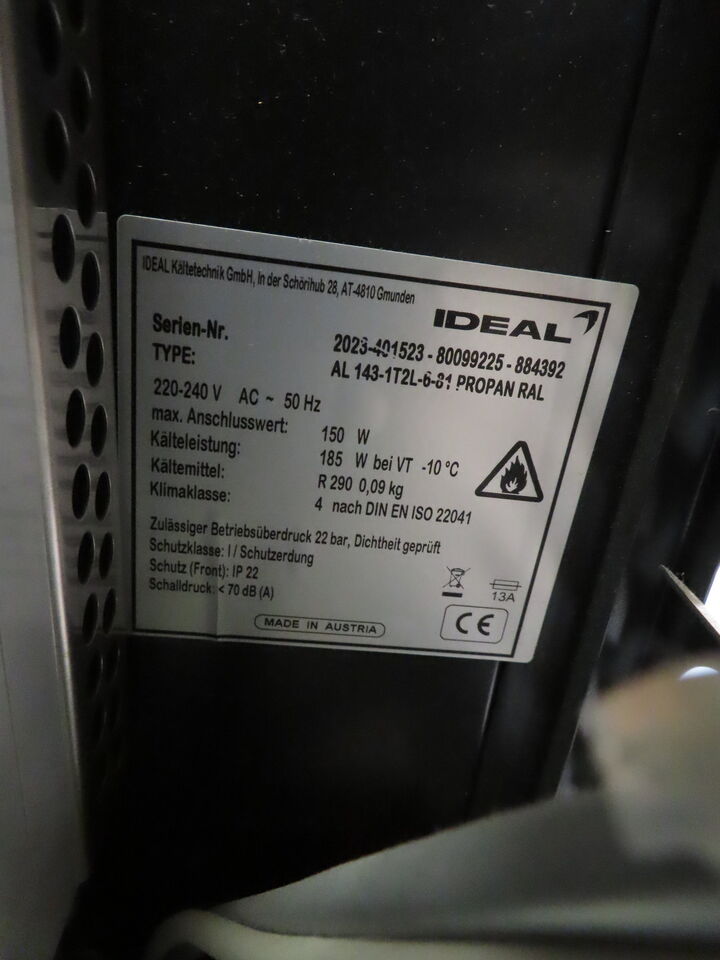 IDEAL Kältetechnik GmbH, In der Schörihub 28, AT-4810 Gmunden
IDEAL
Serien-Nr. 2023-401523 - 80099225 - 884392
TYPE: AL 143-1T2L-6-81 PROPAN RAL
220-240 V AC ~ 50 Hz
max. Anschlusswert: 150 W
Kälteleistung: 185 W bei VT -10 °C
Kältemittel: R 290 0,09 kg
Klimaklasse: 4 nach DIN EN ISO 22041
Zulässiger Betriebsüberdruck 22 bar, Dichtheit geprüft
Schutzklasse: I / Schutzerdung
Schutz (Front): IP 22
Schalldruck: < 70 dB (A)
13A
MADE IN AUSTRIA
CE